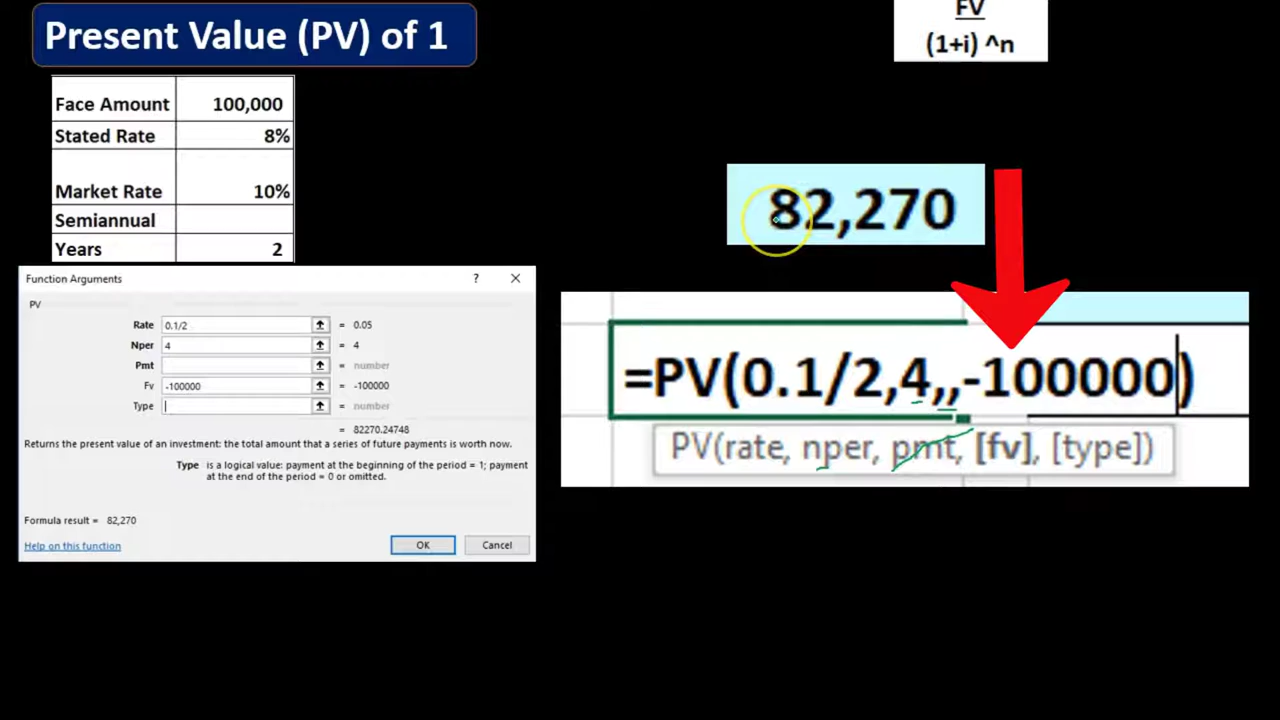 Present Value (PV) of 1
FV
(1+i) ^n
Face Amount 100,000
Stated Rate 8%
Market Rate 10%
Semiannual
Years 2
82,270
Function Arguments ? ×
PV
Rate 0.1/2 = 0.05
Nper 4 = 4
Pmt = number
Fv -100000 = -100000
Type = number
= 82270.24748
Returns the present value of an investment: the total amount that a series of future payments is worth now.
Type is a logical value: payment at the beginning of the period = 1; payment
at the end of the period = 0 or omitted.
Formula result = 82,270
Help on this function OK Cancel
=PV(0.1/2,4,,-100000)
PV(rate, nper, pmt, [fv], [type])